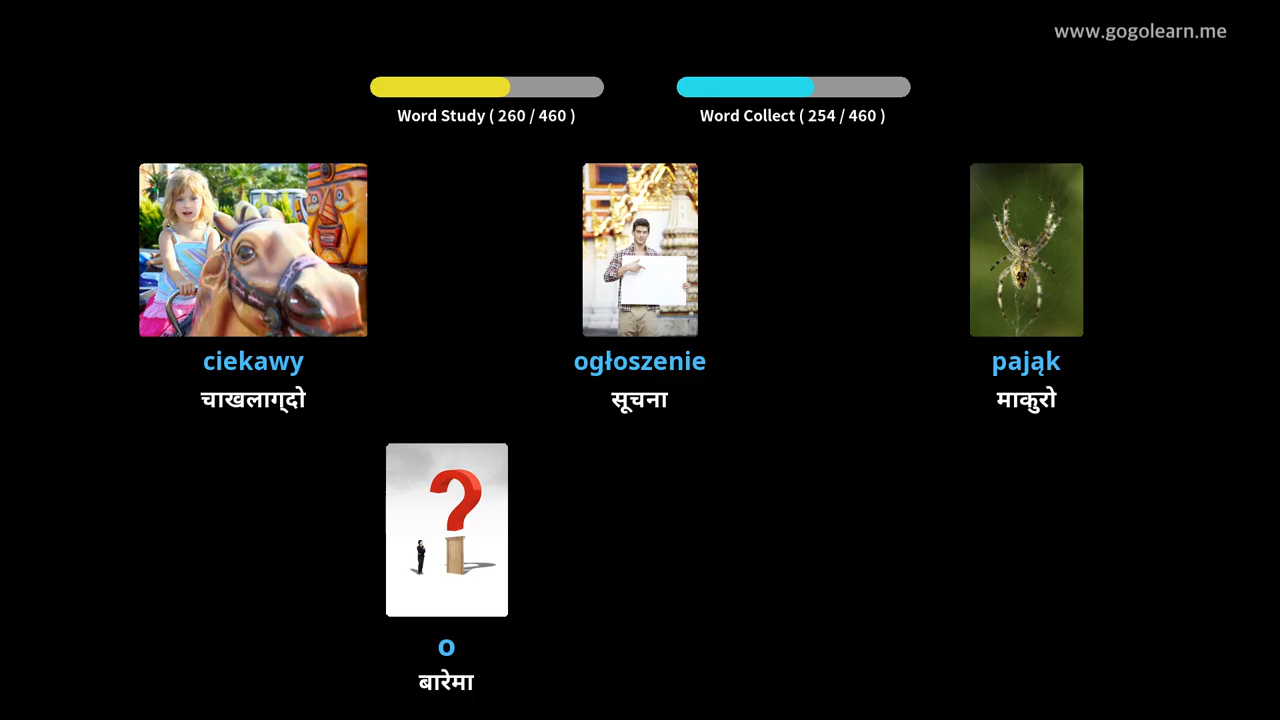 www.gogolearn.me
Word Study ( 260 / 460 )
Word Collect ( 254 / 460 )
ciekawy
चाखलाग्दो
ogłoszenie
सूचना
pająk
माकुरो
o
बारेमा